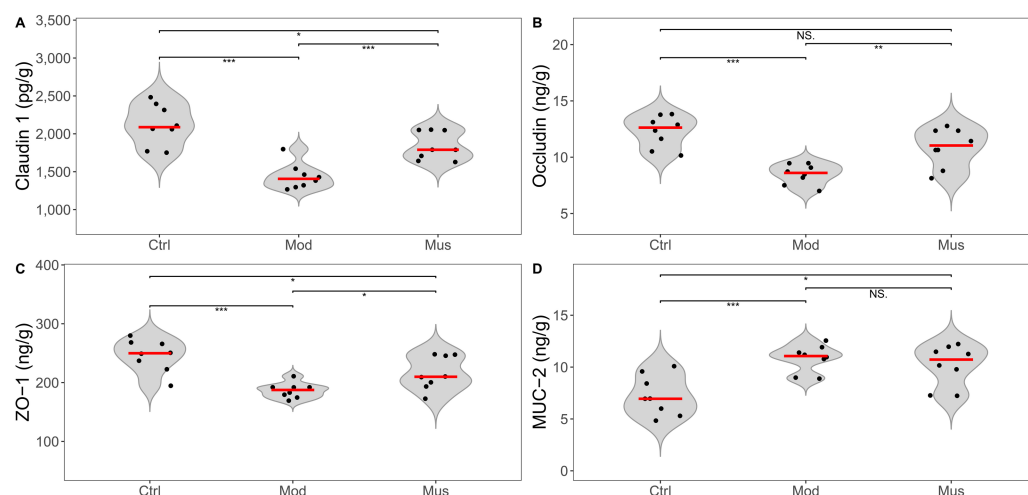 A
Claudin 1 (pg/g)
3,500
3,000
2,500
2,000
1,500
1,000
*
***
***
Ctrl
Mod
Mus
B
Occludin (ng/g)
20
15
10
5
NS.
**
***
Ctrl
Mod
Mus
C
ZO−1 (ng/g)
400
300
200
100
*
*
***
Ctrl
Mod
Mus
D
MUC−2 (ng/g)
15
10
5
0
*
NS.
***
Ctrl
Mod
Mus